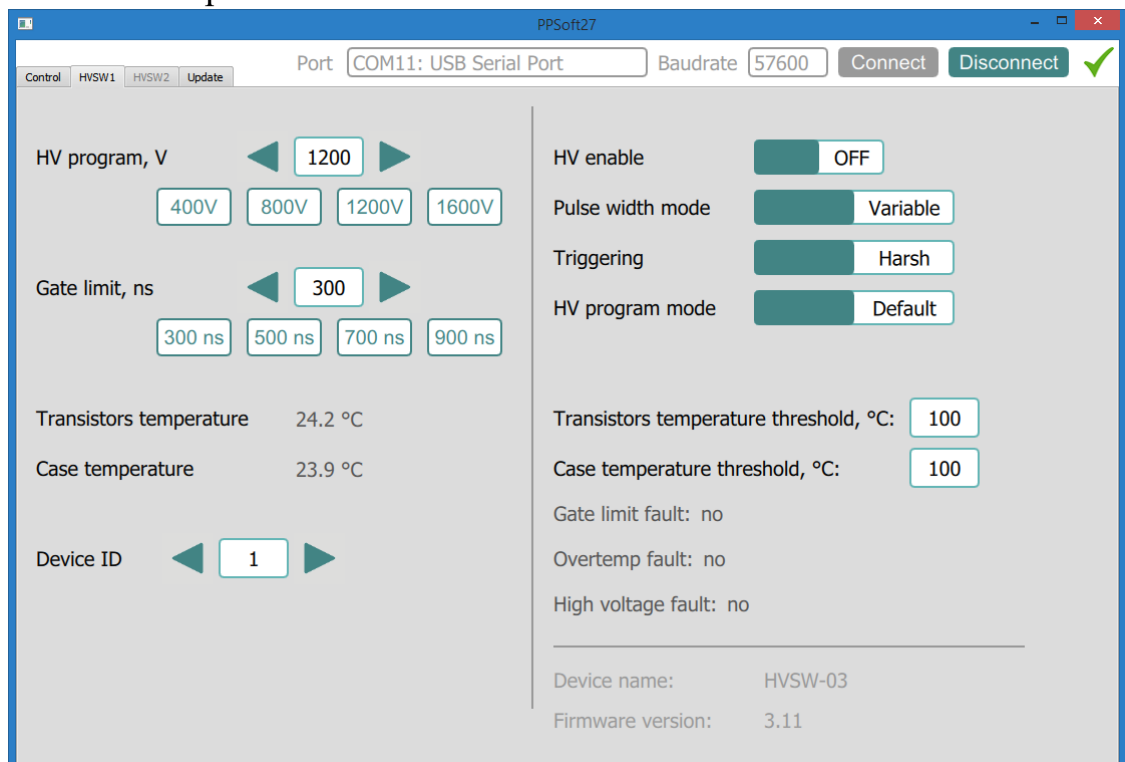 PPSoft27
Control HVSW1 HVSW2 Update
Port COM11: USB Serial Port Baudrate 57600 Connect Disconnect
HV program, V 1200
400V 800V 1200V 1600V
Gate limit, ns 300
300 ns 500 ns 700 ns 900 ns
Transistors temperature 24.2 °C
Case temperature 23.9 °C
Device ID 1
HV enable OFF
Pulse width mode Variable
Triggering Harsh
HV program mode Default
Transistors temperature threshold, °C: 100
Case temperature threshold, °C: 100
Gate limit fault: no
Overtemp fault: no
High voltage fault: no
Device name: HVSW-03
Firmware version: 3.11